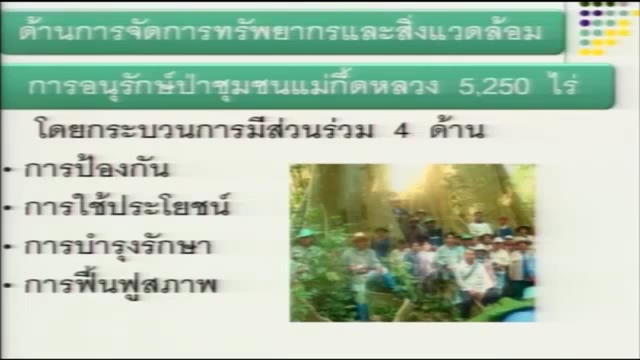 ด้านการจัดการทรัพยากรและสิ่งแวดล้อม
การอนุรักษ์ป่าชุมชนแม่กึ๊ดหลวง 5,250 ไร่
โดยกระบวนการมีส่วนร่วม 4 ด้าน
• การป้องกัน
• การใช้ประโยชน์
• การบำรุงรักษา
• การฟื้นฟูสภาพ